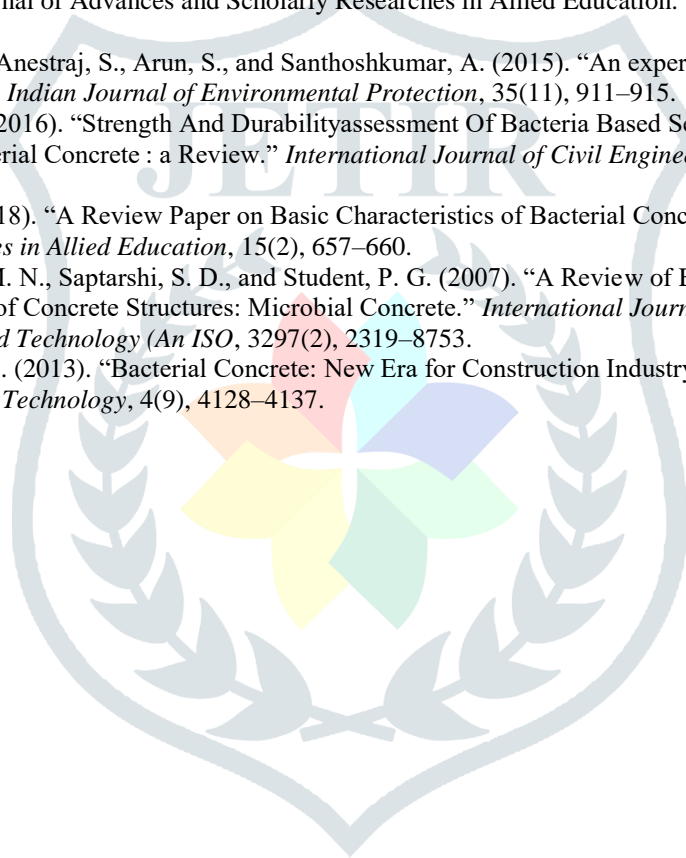 nal of Advances and Scholarly Researches in Allied Education.
Anestraj, S., Arun, S., and Santhoshkumar, A. (2015). “An exper
Indian Journal of Environmental Protection, 35(11), 911–915.
2016). “Strength And Durabilityassessment Of Bacteria Based Se
erial Concrete : a Review.” International Journal of Civil Enginee
JETIR
18). “A Review Paper on Basic Characteristics of Bacterial Conc
es in Allied Education, 15(2), 657–660.
M. N., Saptarshi, S. D., and Student, P. G. (2007). “A Review of
of Concrete Structures: Microbial Concrete.” International Journ
d Technology (An ISO, 3297(2), 2319–8753.
. (2013). “Bacterial Concrete: New Era for Construction Industry
Technology, 4(9), 4128–4137.